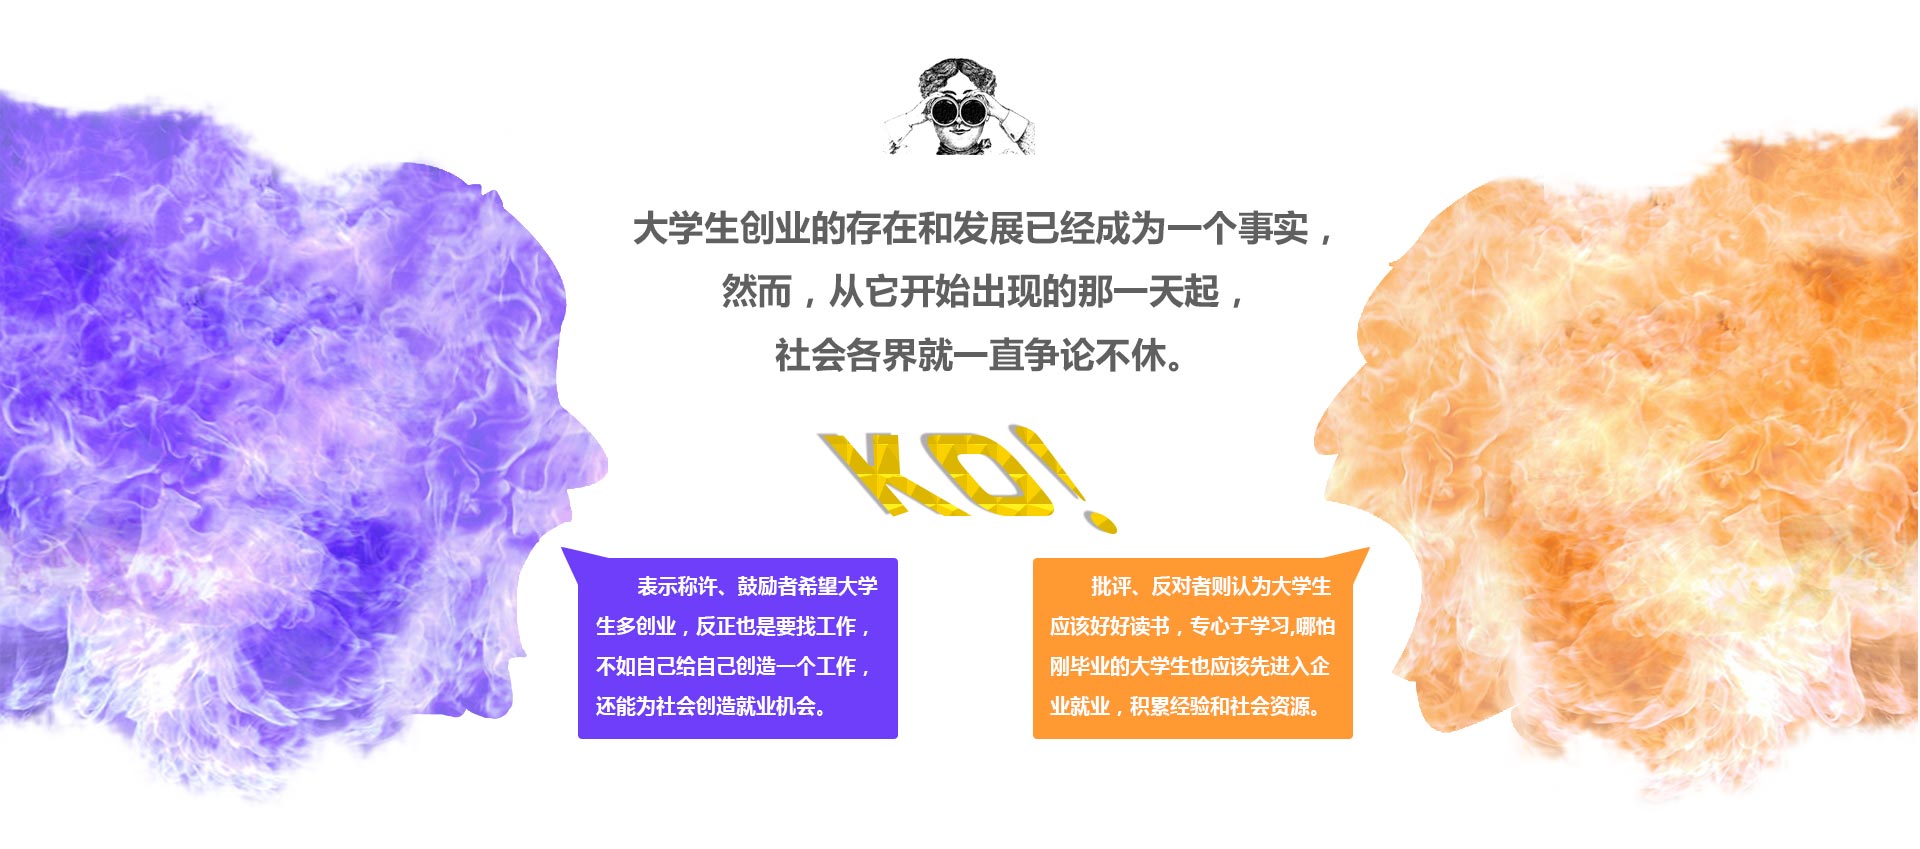 大学生创业的存在和发展已经成为一个事实，
然而，从它开始出现的那一天起，
社会各界就一直争论不休。
KO!
表示称许、鼓励者希望大学
生多创业，反正也是要找工作，
不如自己给自己创造一个工作，
还能为社会创造就业机会。
批评、反对者则认为大学生
应该好好读书，专心于学习,哪怕
刚毕业的大学生也应该先进入企
业就业，积累经验和社会资源。